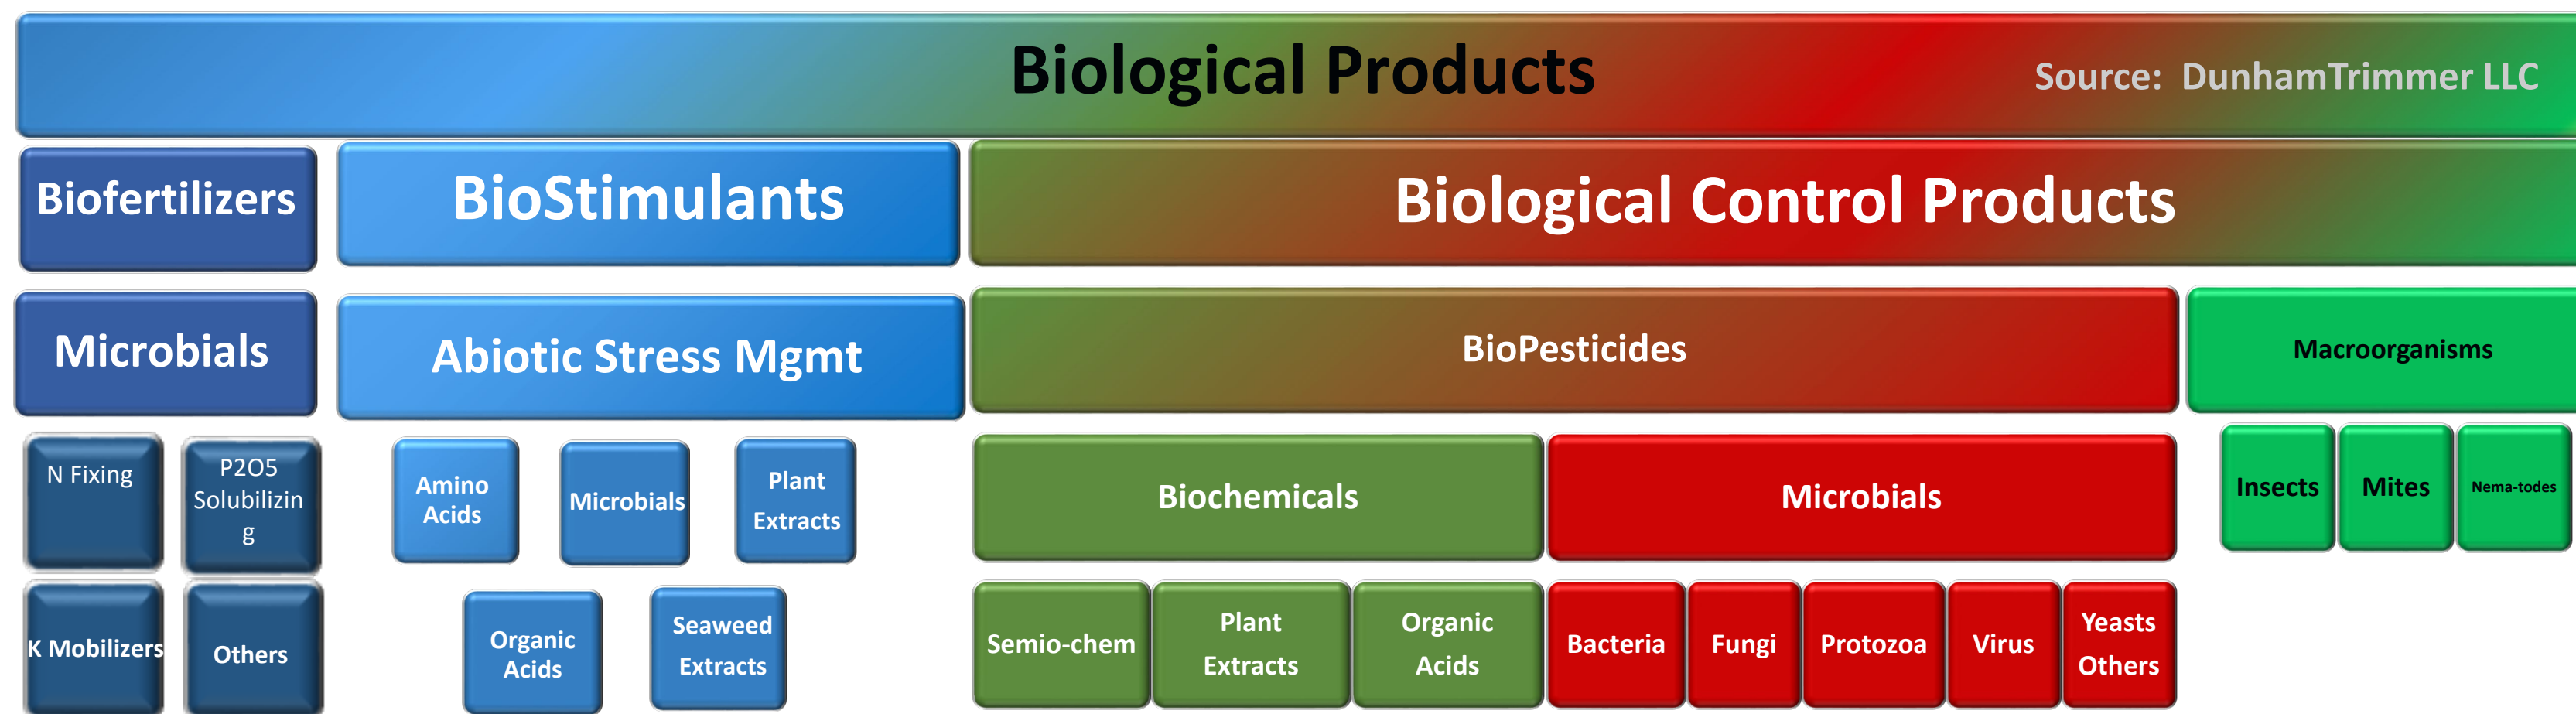 Biological Products
Source: DunhamTrimmer LLC
Biofertilizers
BioStimulants
Biological Control Products
Microbials
Abiotic Stress Mgmt
BioPesticides
Macroorganisms
N Fixing
P2O5
Solubilizin
g
Amino
Acids
Microbials
Plant
Extracts
Biochemicals
Microbials
Insects
Mites
Nema-todes
K Mobilizers
Others
Organic
Acids
Seaweed
Extracts
Semio-chem
Plant
Extracts
Organic
Acids
Bacteria
Fungi
Protozoa
Virus
Yeasts
Others